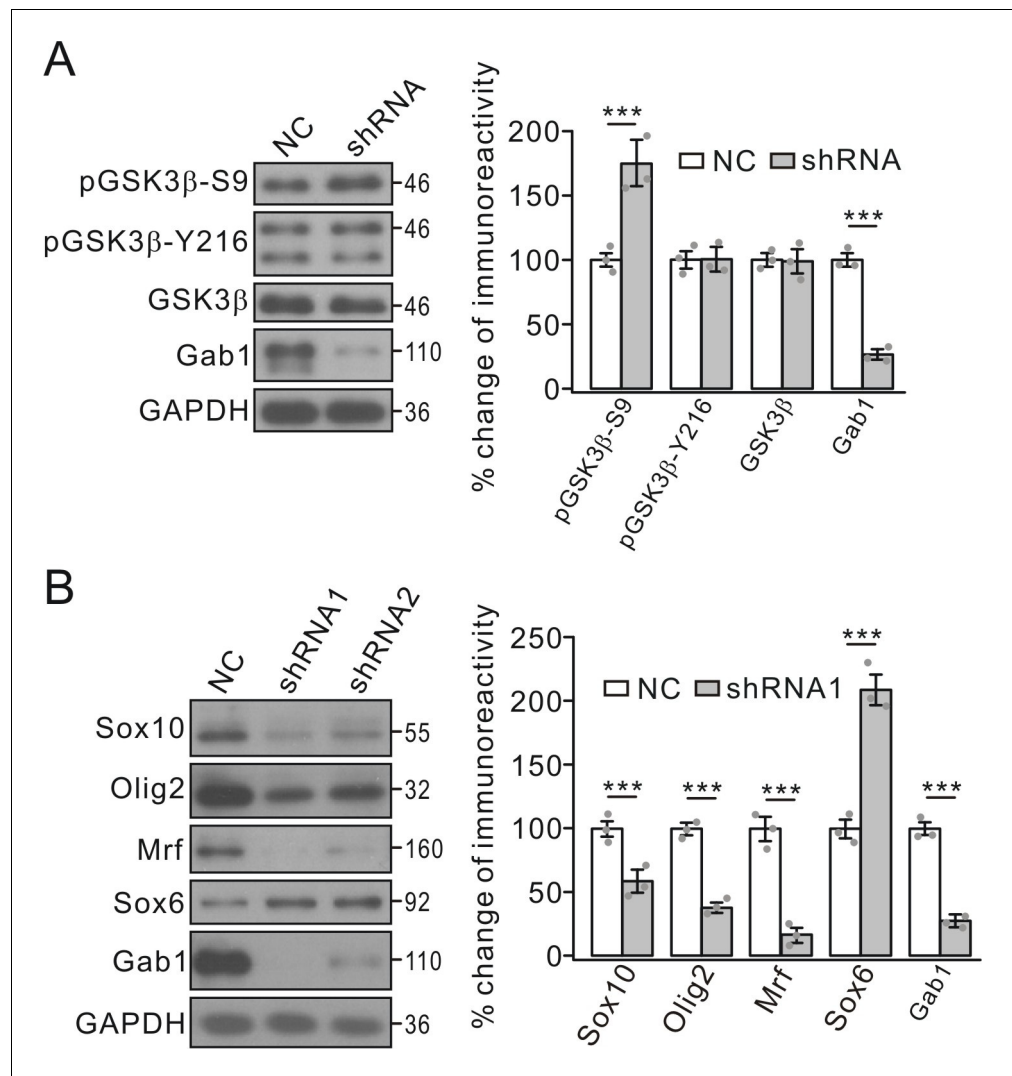 A
NC shRNA
pGSK3β-S9 46
pGSK3β-Y216 46
GSK3β 46
Gab1 110
GAPDH 36
% change of immunoreactivity
200
150
100
50
0
NC shRNA
***
***
pGSK3β-S9
pGSK3β-Y216
GSK3β
Gab1
B
NC shRNA1 shRNA2
Sox10 55
Olig2 32
Mrf 160
Sox6 92
Gab1 110
GAPDH 36
% change of immunoreactivity
250
200
150
100
50
0
NC shRNA1
***
***
***
***
***
Sox10
Olig2
Mrf
Sox6
Gab1